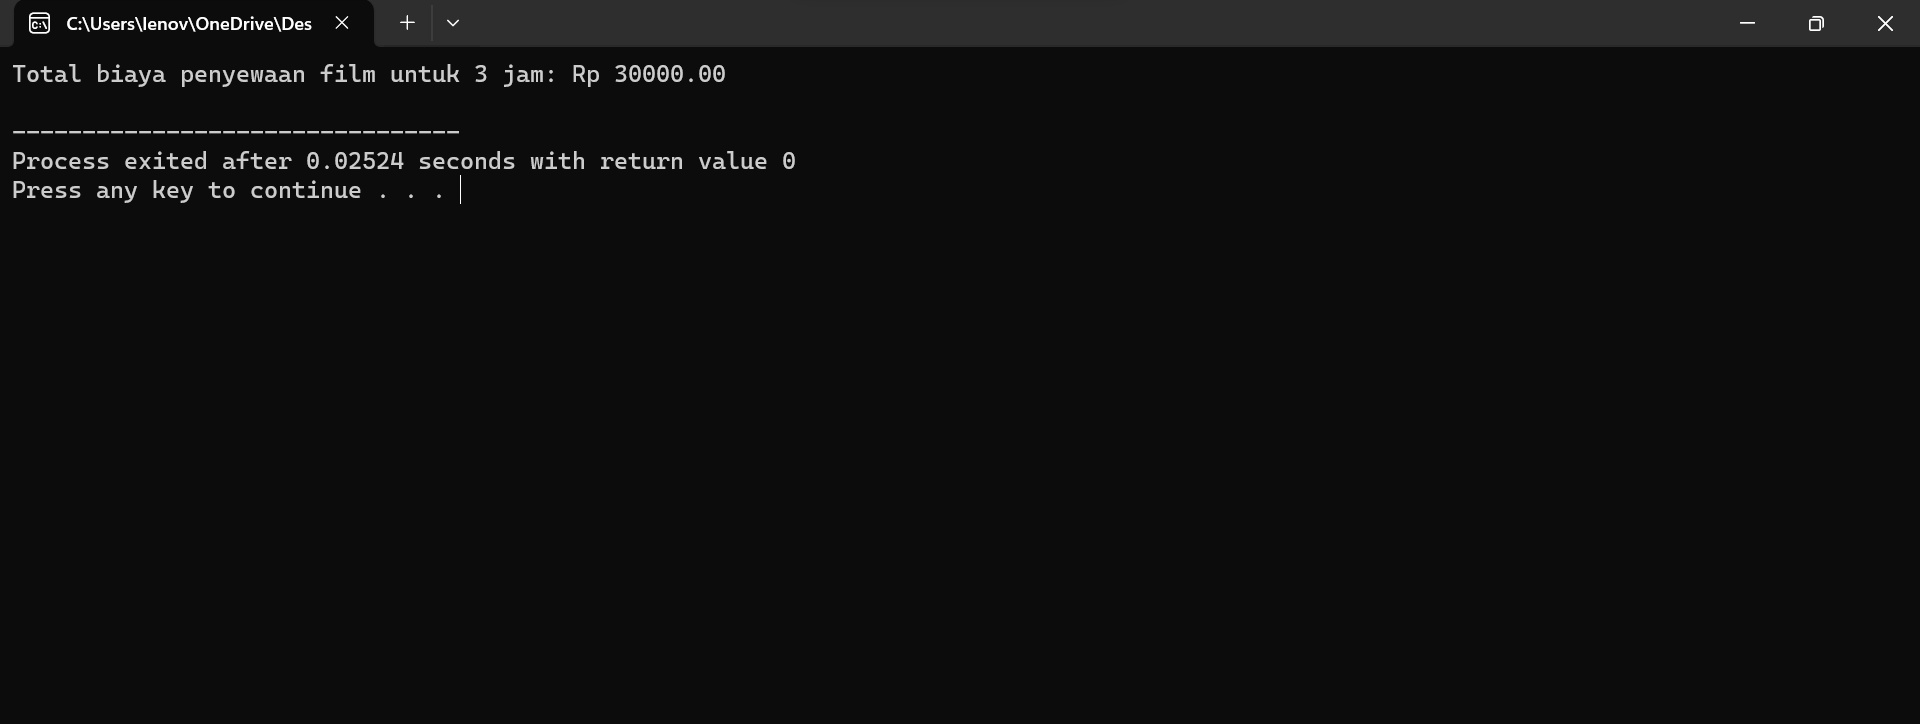 C:\Users\lenov\OneDrive\Des
Total biaya penyewaan film untuk 3 jam: Rp 30000.00
--------------------------------
Process exited after 0.02524 seconds with return value 0
Press any key to continue . . .